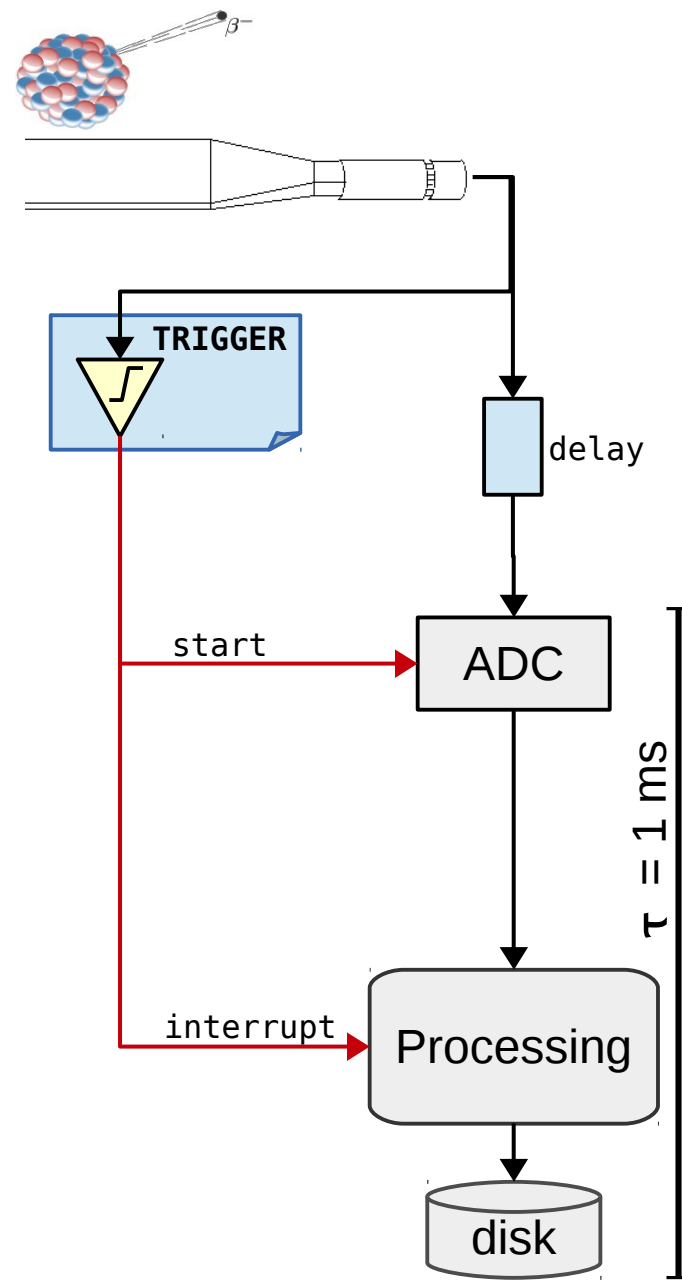 β⁻
TRIGGER
delay
start
ADC
τ = 1 ms
interrupt
Processing
disk